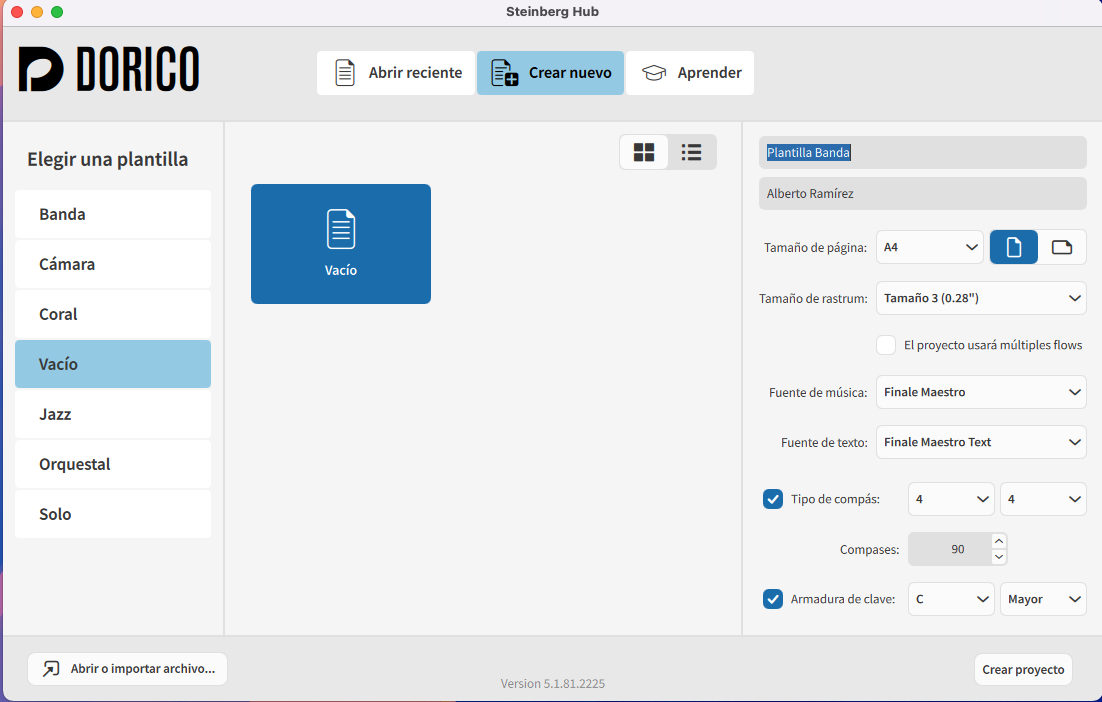 Steinberg Hub
DORICO
Abrir reciente
Crear nuevo
Aprender
Elegir una plantilla
Banda
Cámara
Coral
Vacío
Jazz
Orquestal
Solo
Vacío
Plantilla Banda
Alberto Ramírez
Tamaño de página: A4
Tamaño de rastrum: Tamaño 3 (0.28")
El proyecto usará múltiples flows
Fuente de música: Finale Maestro
Fuente de texto: Finale Maestro Text
Tipo de compás: 4 4
Compases: 90
Armadura de clave: C Mayor
Abrir o importar archivo...
Version 5.1.81.2225
Crear proyecto